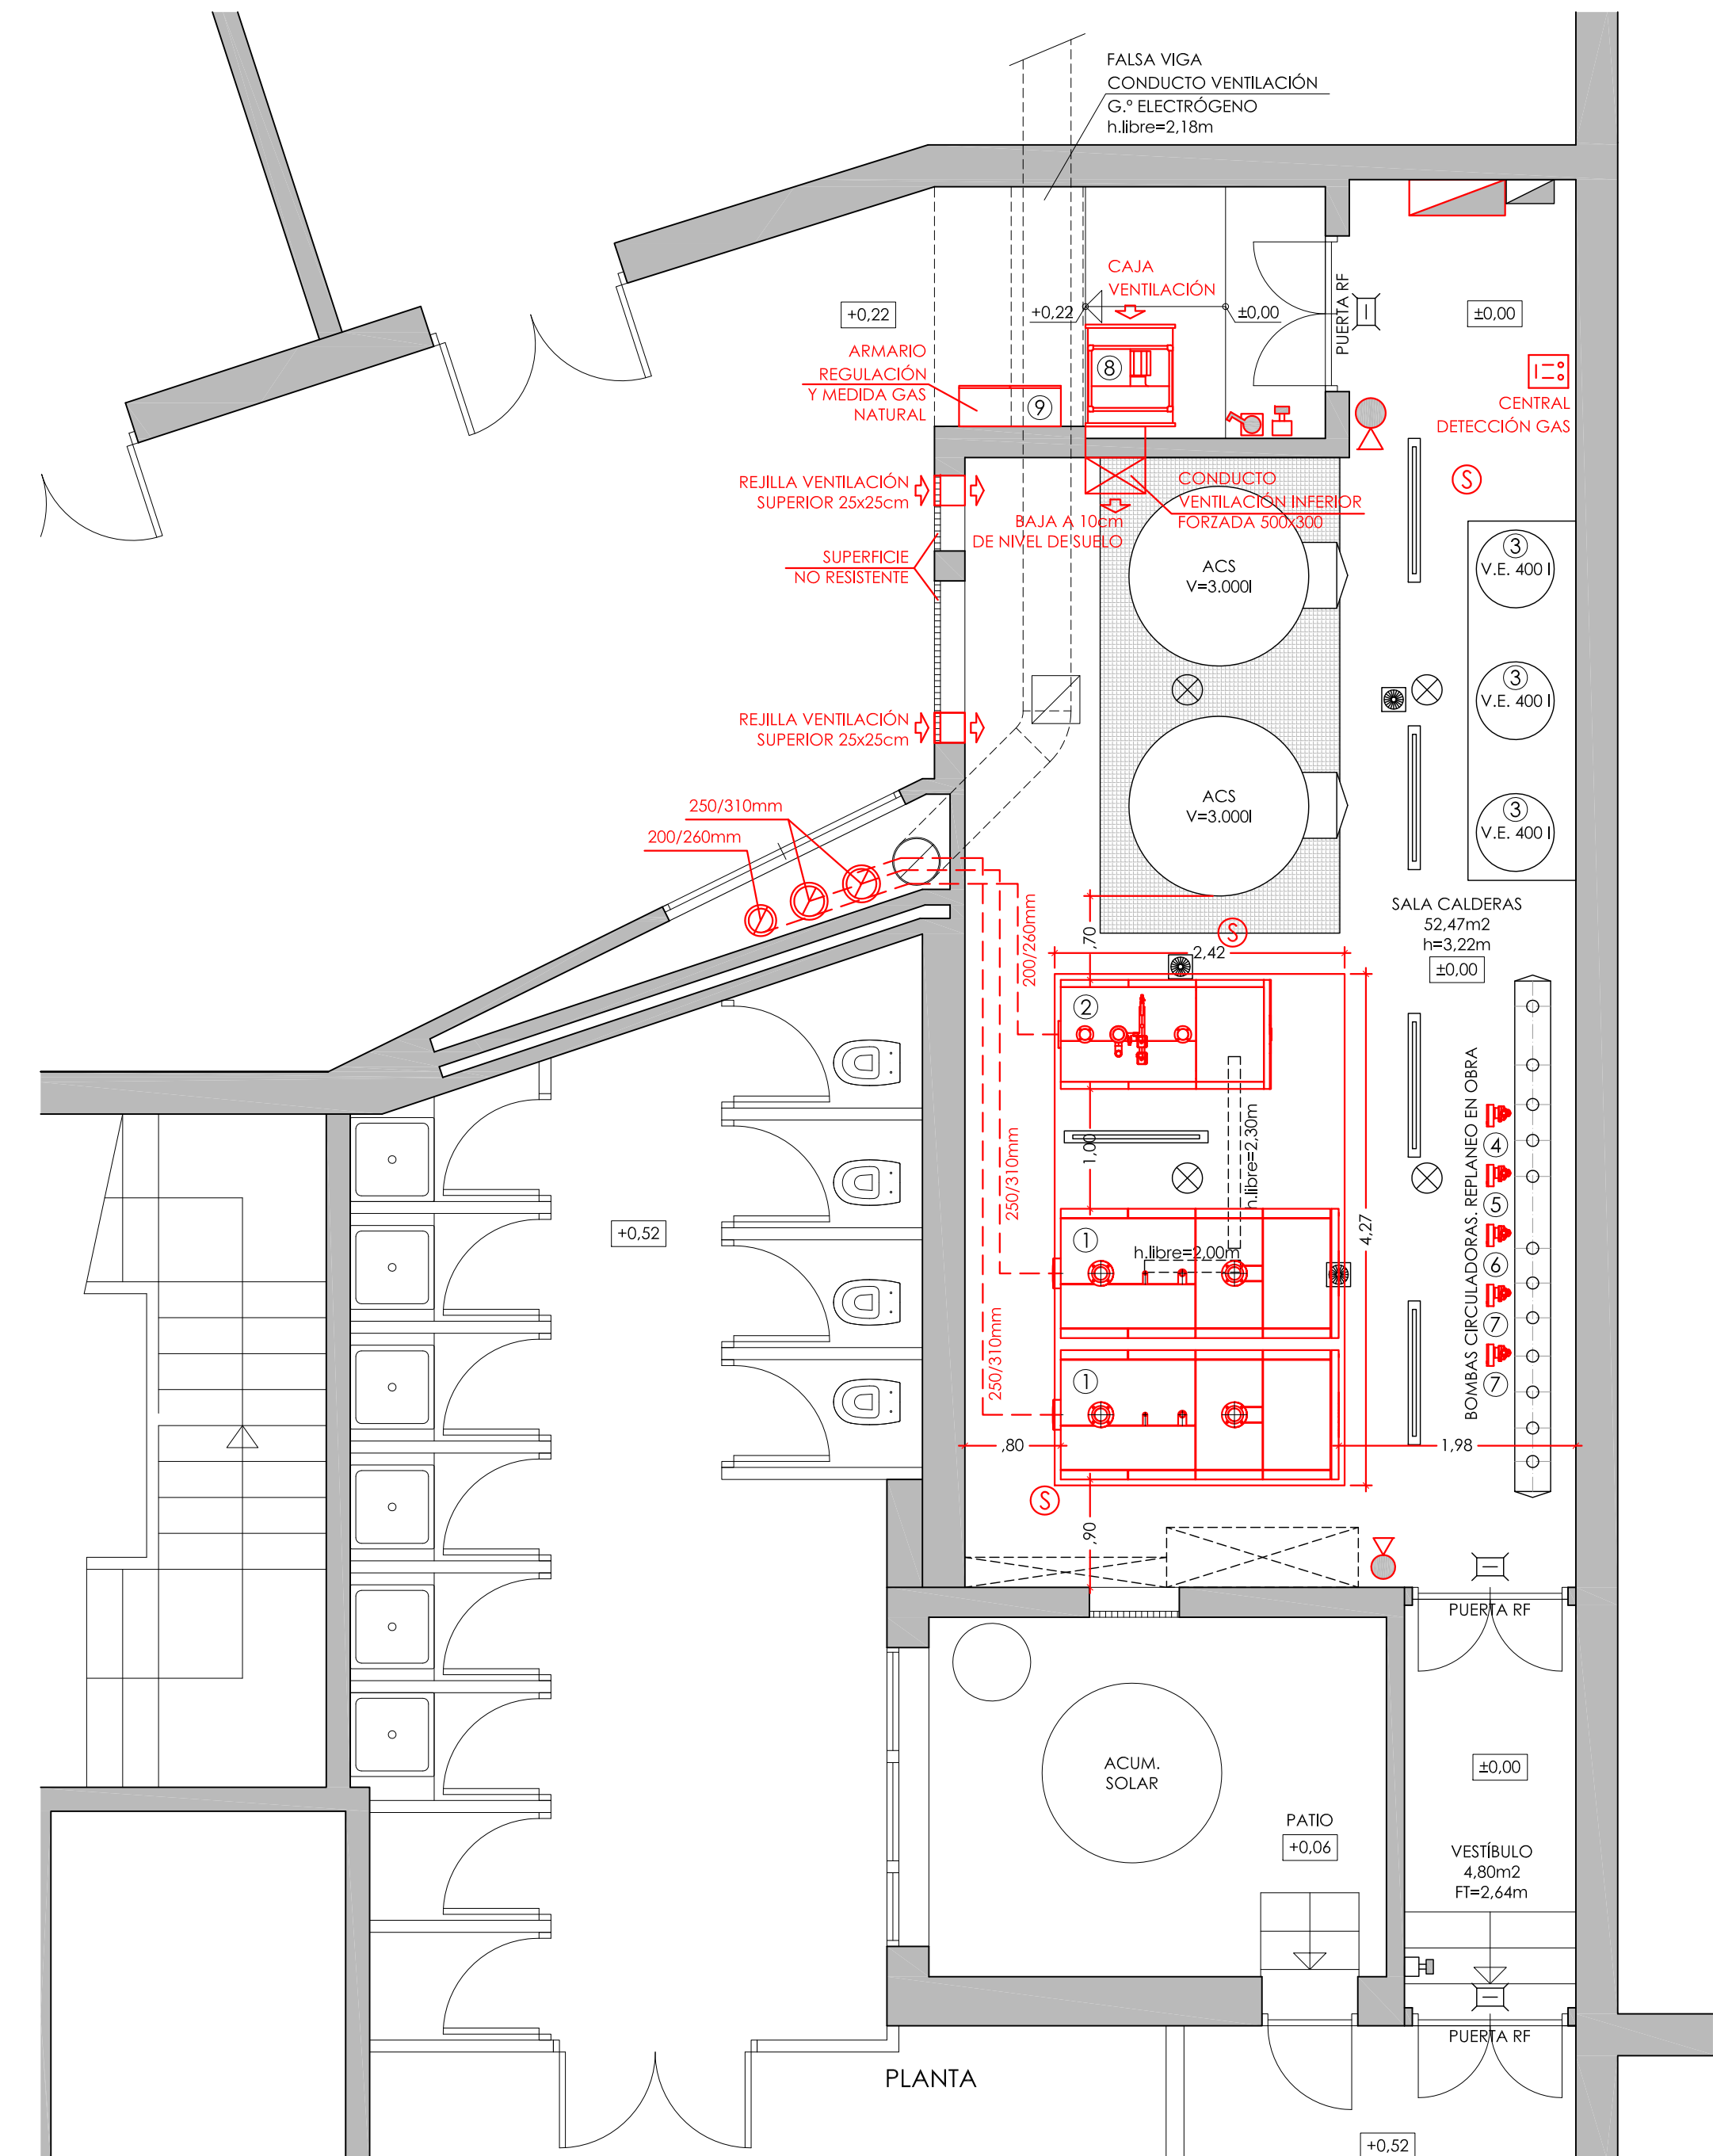 FALSA VIGA
CONDUCTO VENTILACIÓN
G.º ELECTRÓGENO
h.libre=2,18m
CAJA
VENTILACIÓN
+0,22
+0,22
±0,00
PUERTA RF
±0,00
8
ARMARIO
REGULACIÓN
Y MEDIDA GAS
NATURAL
9
CENTRAL
DETECCIÓN GAS
S
REJILLA VENTILACIÓN
SUPERIOR 25x25cm
CONDUCTO
VENTILACIÓN INFERIOR
FORZADA 500x300
BAJA A 10cm
DE NIVEL DE SUELO
SUPERFICIE
NO RESISTENTE
ACS
V=3.000l
3
V.E. 400 l
3
V.E. 400 l
REJILLA VENTILACIÓN
SUPERIOR 25x25cm
ACS
V=3.000l
3
V.E. 400 l
250/310mm
200/260mm
SALA CALDERAS
52,47m2
h=3,22m
±0,00
S
,70
2,42
200/260mm
2
BOMBAS CIRCULADORAS. REPLANEO EN OBRA
4
5
6
7
7
1,00
h.libre=2,30m
250/310mm
4,27
+0,52
1
h.libre=2,00m
250/310mm
1
,80
1,98
S
,90
PUERTA RF
ACUM.
SOLAR
±0,00
PATIO
+0,06
VESTÍBULO
4,80m2
FT=2,64m
PUERTA RF
PLANTA
+0,52